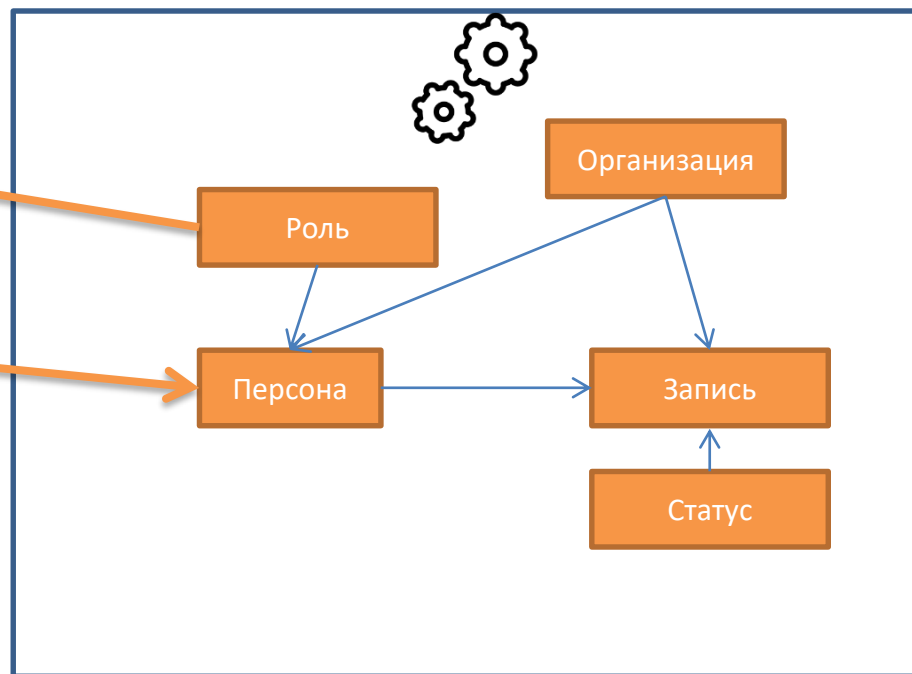 Организация
Роль
Персона
Запись
Статус